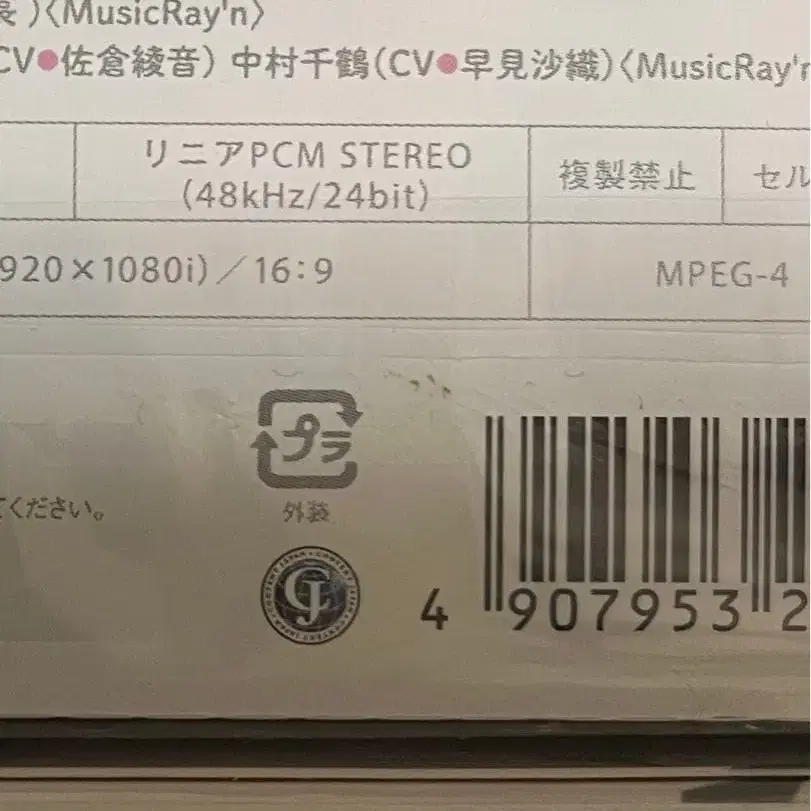 )〈MusicRay'n〉
CV●佐倉綾音) 中村千鶴(CV●早見沙織)〈MusicRay'n
リニアPCM STEREO
(48kHz/24bit)
複製禁止
セル
920×1080i)／16:9
MPEG-4
プラ
外装
てください。
CJ
4 907953 2